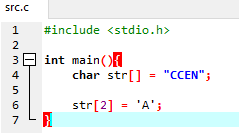 src.c
1 #include <stdio.h>
2
3 int main(){
4 char str[] = "CCEN";
5
6 str[2] = 'A';
7 }